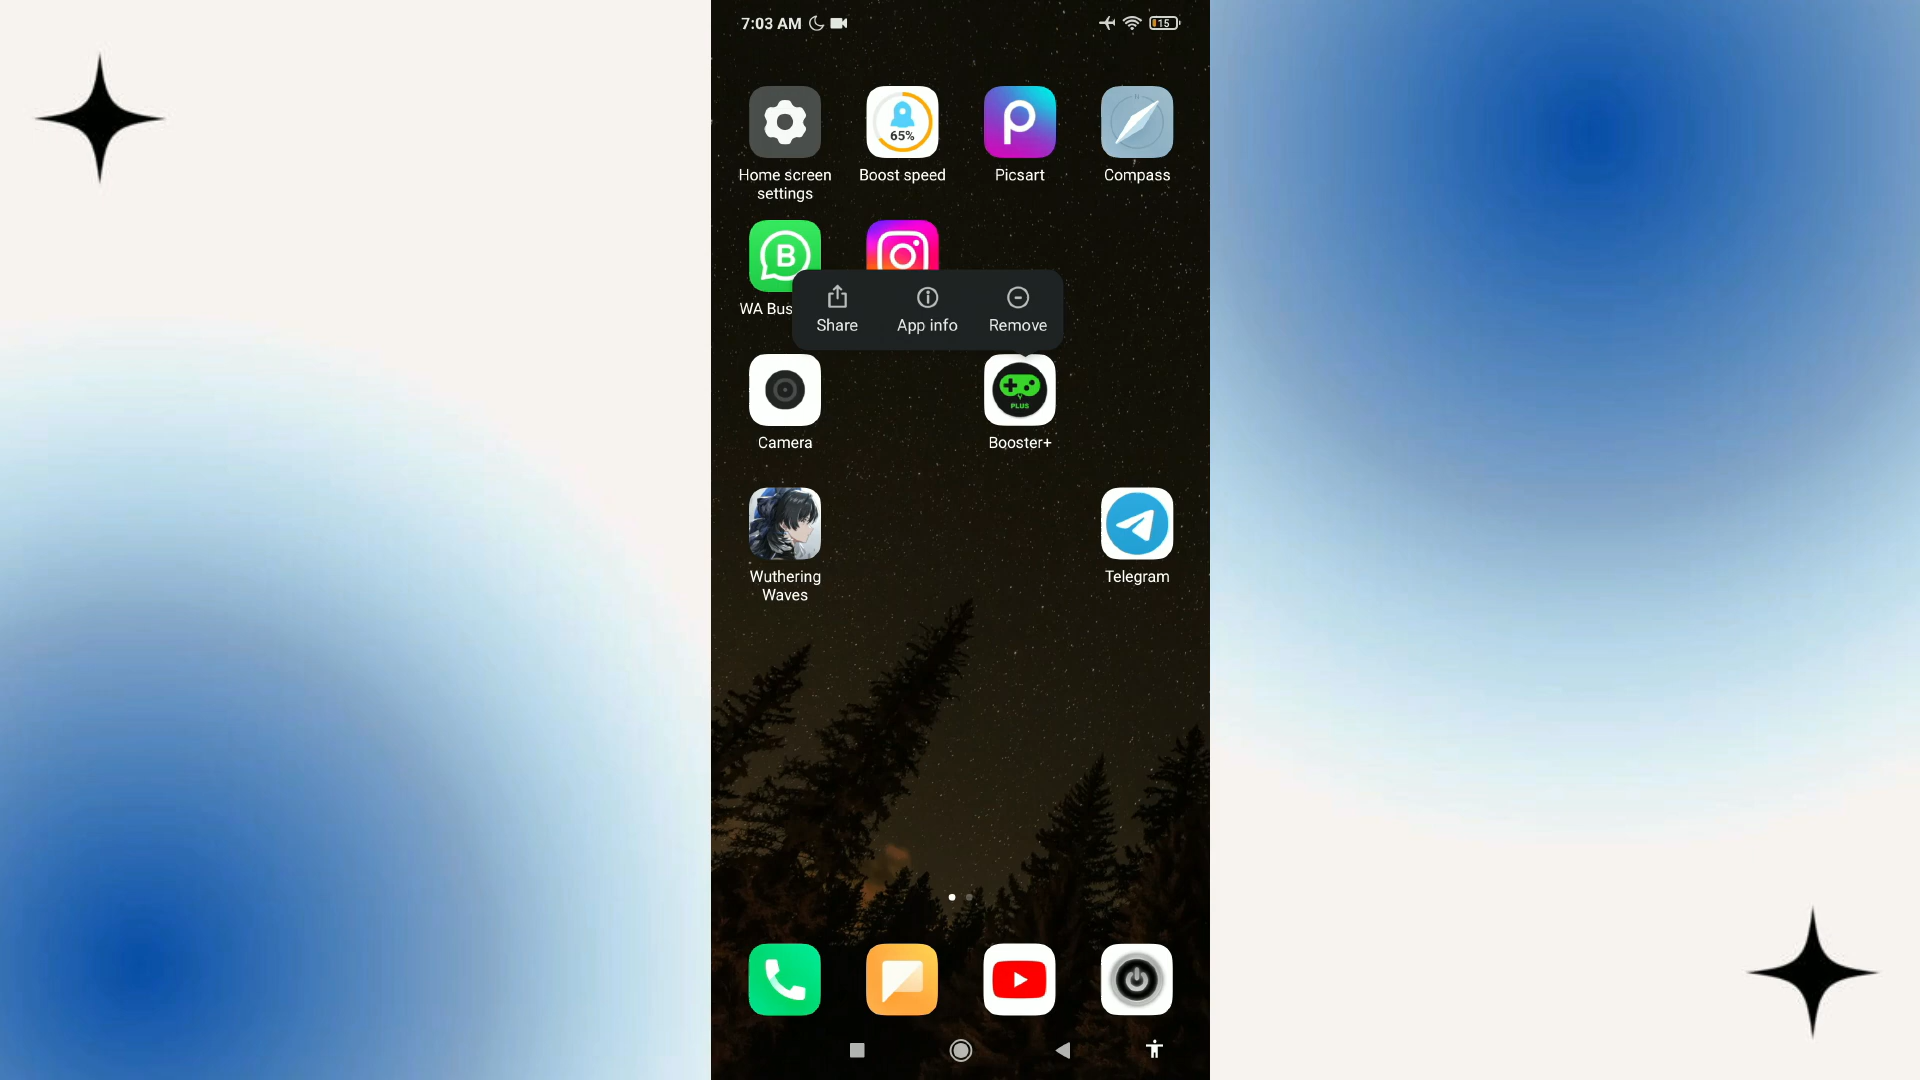 7:03 AM
15
65%
Home screen
settings
Boost speed
Picsart
Compass
B
WA Bus
Share
App info
Remove
PLUS
Camera
Booster+
Wuthering
Waves
Telegram